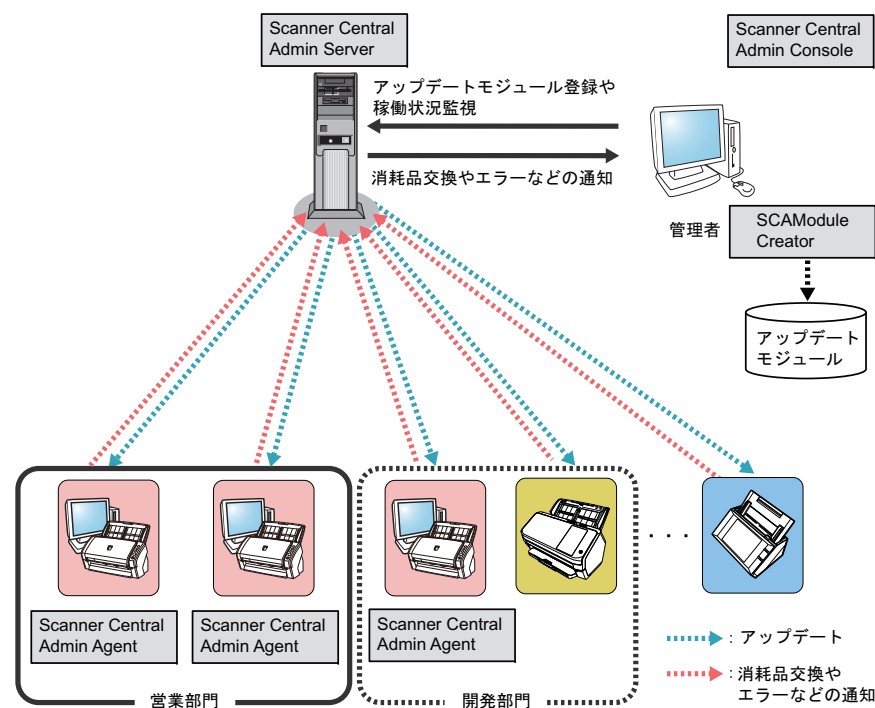 Scanner Central
Admin Server
Scanner Central
Admin Console
アップデートモジュール登録や
稼働状況監視
消耗品交換やエラーなどの通知
管理者
SCAModule
Creator
アップデート
モジュール
Scanner Central
Admin Agent
Scanner Central
Admin Agent
Scanner Central
Admin Agent
・・・
営業部門
開発部門
: アップデート
: 消耗品交換や
エラーなどの通知